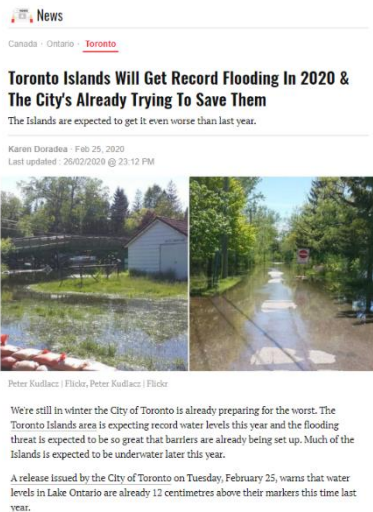 News
Canada · Ontario · Toronto
Toronto Islands Will Get Record Flooding In 2020 &
The City's Already Trying To Save Them
The Islands are expected to get it even worse than last year.
Karen Doradea · Feb 25, 2020
Last updated : 26/02/2020 @ 23:12 PM
Peter Kudlacz | Flickr, Peter Kudlacz | Flickr
We're still in winter the City of Toronto is already preparing for the worst. The
Toronto Islands area is expecting record water levels this year and the flooding
threat is expected to be so great that barriers are already being set up. Much of the
Islands is expected to be underwater later this year.
A release issued by the City of Toronto on Tuesday, February 25, warns that water
levels in Lake Ontario are already 12 centimetres above their markers this time last
year.